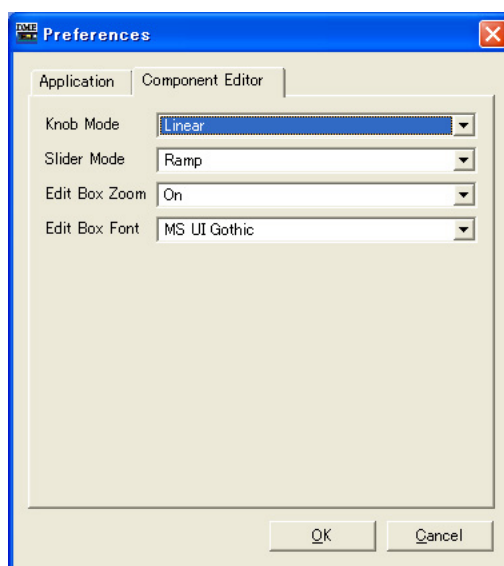 DME Preferences
Application Component Editor
Knob Mode Linear
Slider Mode Ramp
Edit Box Zoom On
Edit Box Font MS UI Gothic
OK Cancel